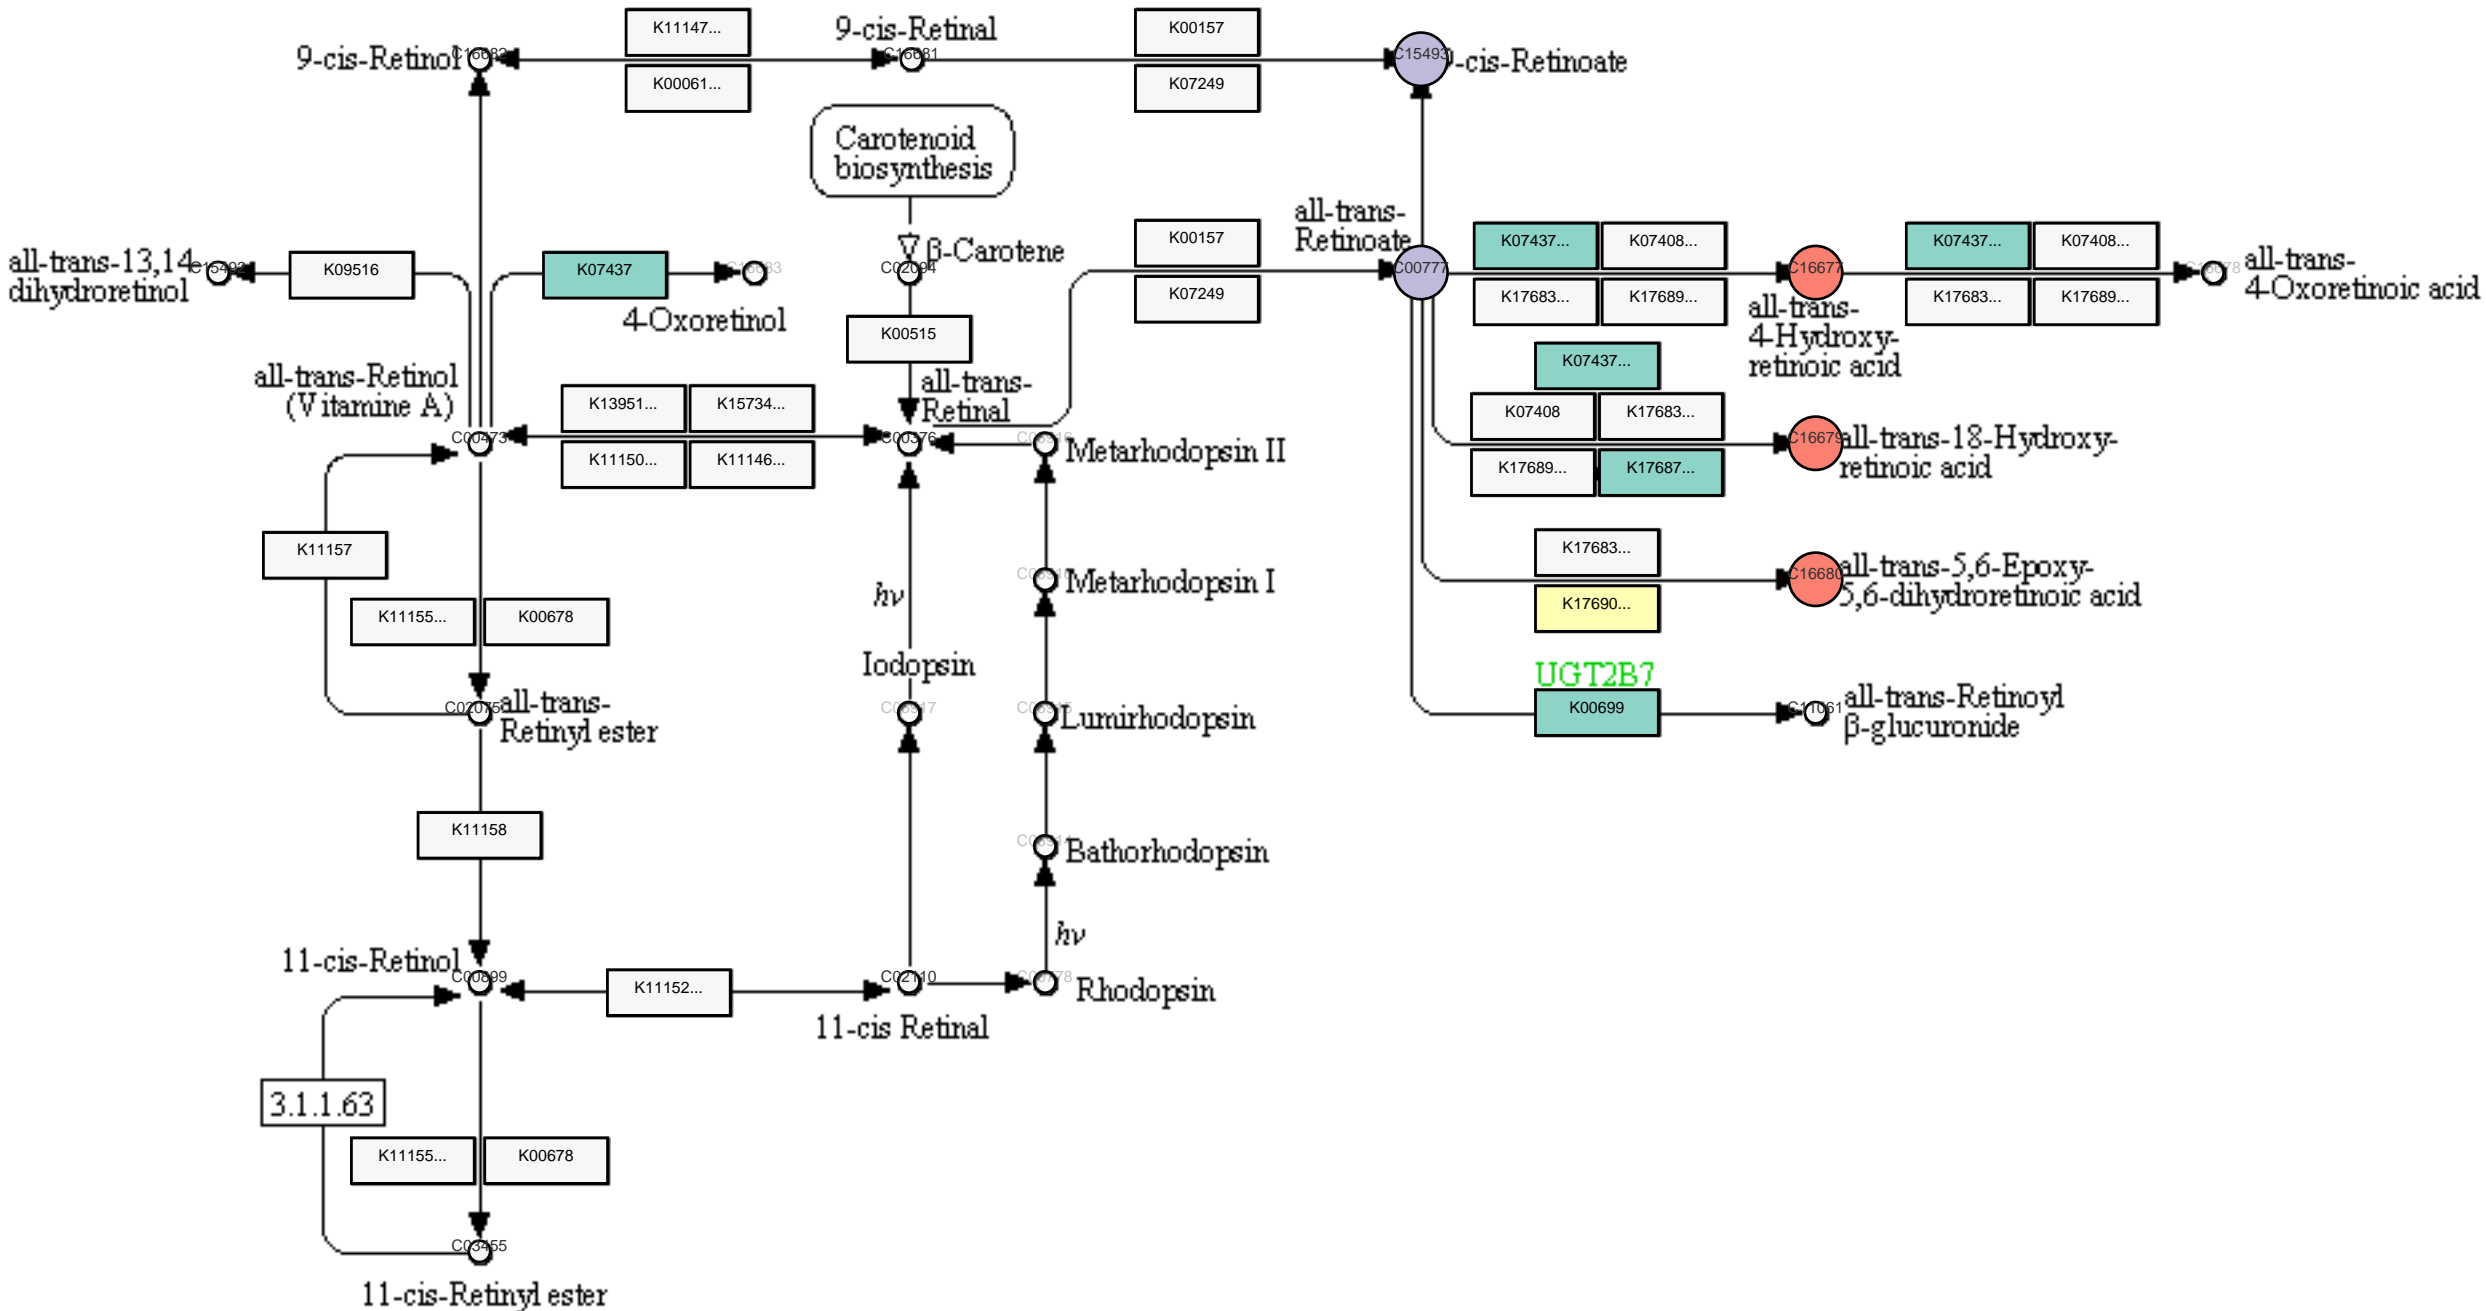 K11147...
9-cis-Retinal
K00157
9-cis-Retinol
C15493
-cis-Retinoate
K00061...
K07249
Carotenoid
biosynthesis
all-trans-13,14-
dihydroretinol
K09516
K07437
4-Oxoretinol
β-Carotene
C02094
K00515
K00157
K07249
all-trans-
Retinoate
C00777
K07437...
K07408...
K17683...
K17689...
C16677
all-trans-
4-Hydroxy-
retinoic acid
K07437...
K07408...
K17683...
K17689...
all-trans-
4-Oxoretinoic acid
all-trans-Retinol
(Vitamine A)
C00473
K13951...
K15734...
K11150...
K11146...
all-trans-
Retinal
C00376
Metarhodopsin II
K07437...
K07408
K17683...
K17689...
K17687...
C16679
all-trans-18-Hydroxy-
retinoic acid
K11157
K11155...
K00678
hν
Metarhodopsin I
K17683...
K17690...
C16680
all-trans-5,6-Epoxy-
5,6-dihydroretinoic acid
Iodopsin
UGT2B7
K00699
all-trans-Retinoyl
β-glucuronide
C02075
all-trans-
Retinyl ester
Lumirhodopsin
K11158
Bathorhodopsin
hν
11-cis-Retinol
C00899
K11152...
C02110
11-cis Retinal
Rhodopsin
3.1.1.63
K11155...
K00678
C03455
11-cis-Retinyl ester